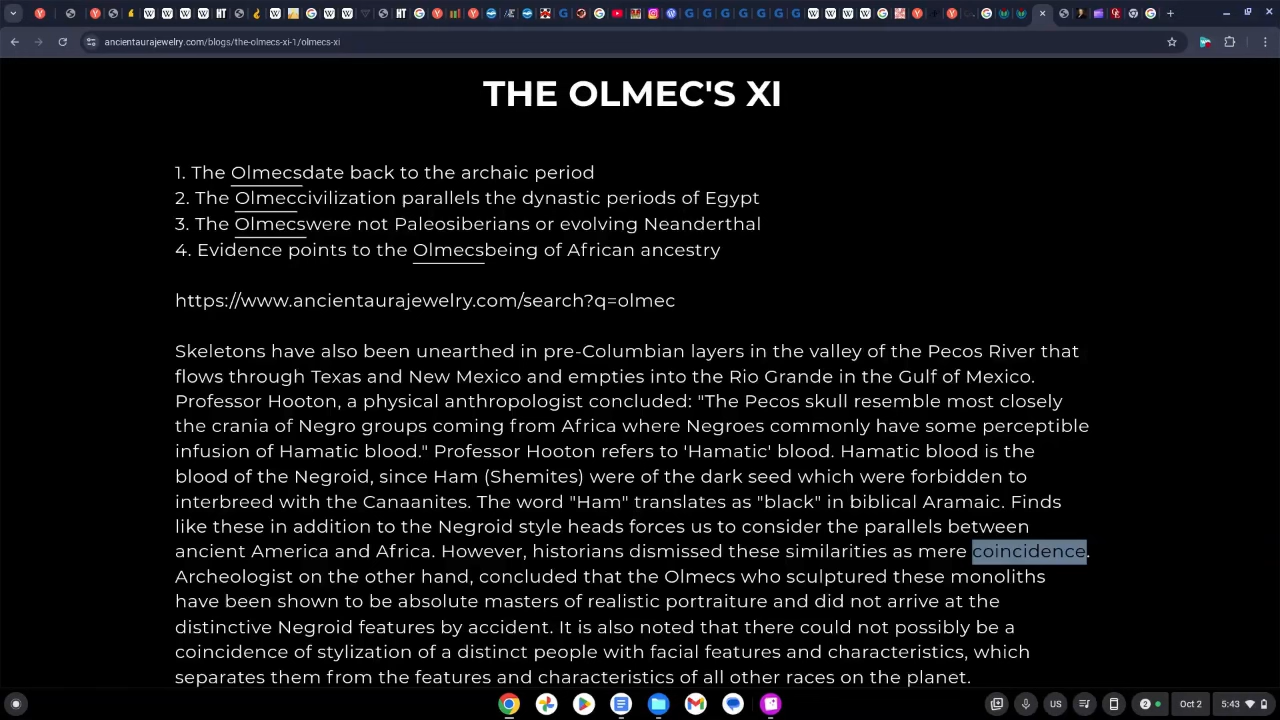 ancientaurajewelry.com/blogs/the-olmecs-xi-1/olmecs-xi
THE OLMEC'S XI
1. The Olmecsdate back to the archaic period
2. The Olmeccivilization parallels the dynastic periods of Egypt
3. The Olmecswere not Paleosiberians or evolving Neanderthal
4. Evidence points to the Olmecsbeing of African ancestry
https://www.ancientaurajewelry.com/search?q=olmec
Skeletons have also been unearthed in pre-Columbian layers in the valley of the Pecos River that
flows through Texas and New Mexico and empties into the Rio Grande in the Gulf of Mexico.
Professor Hooton, a physical anthropologist concluded: "The Pecos skull resemble most closely
the crania of Negro groups coming from Africa where Negroes commonly have some perceptible
infusion of Hamatic blood." Professor Hooton refers to 'Hamatic' blood. Hamatic blood is the
blood of the Negroid, since Ham (Shemites) were of the dark seed which were forbidden to
interbreed with the Canaanites. The word "Ham" translates as "black" in biblical Aramaic. Finds
like these in addition to the Negroid style heads forces us to consider the parallels between
ancient America and Africa. However, historians dismissed these similarities as mere coincidence.
Archeologist on the other hand, concluded that the Olmecs who sculptured these monoliths
have been shown to be absolute masters of realistic portraiture and did not arrive at the
distinctive Negroid features by accident. It is also noted that there could not possibly be a
coincidence of stylization of a distinct people with facial features and characteristics, which
separates them from the features and characteristics of all other races on the planet.
US
2
Oct 2
5:43